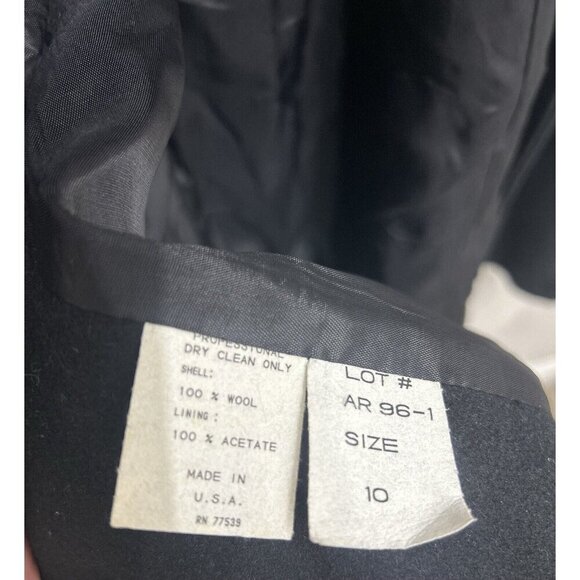 PROFESSIONAL
DRY CLEAN ONLY
SHELL:
100 % WOOL
LINING :
100 % ACETATE
MADE IN
U.S.A.
RN 77539
LOT #
AR 96-1
SIZE
10